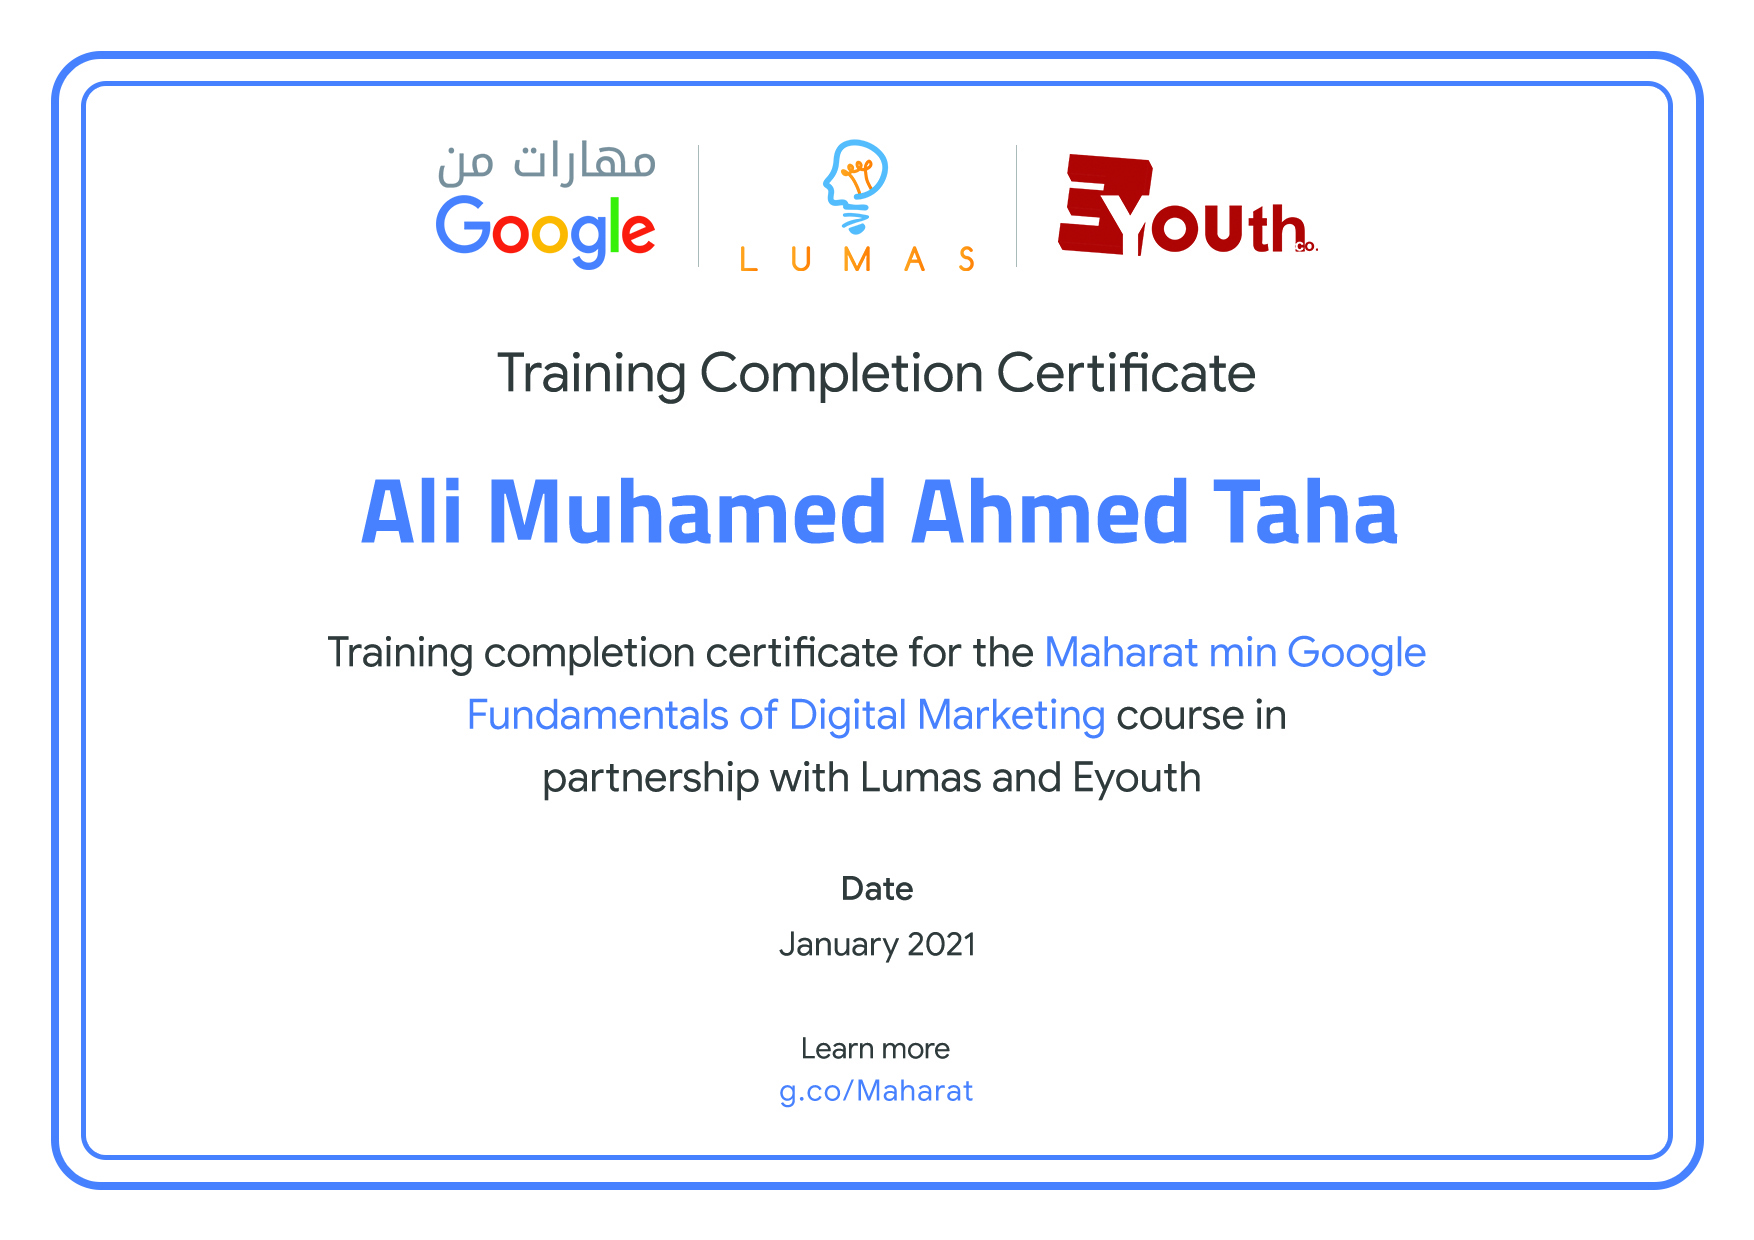 مهارات من
Google
LUMAS
EYouth co.
Training Completion Certificate
Ali Muhamed Ahmed Taha
Training completion certificate for the Maharat min Google
Fundamentals of Digital Marketing course in
partnership with Lumas and Eyouth
Date
January 2021
Learn more
g.co/Maharat